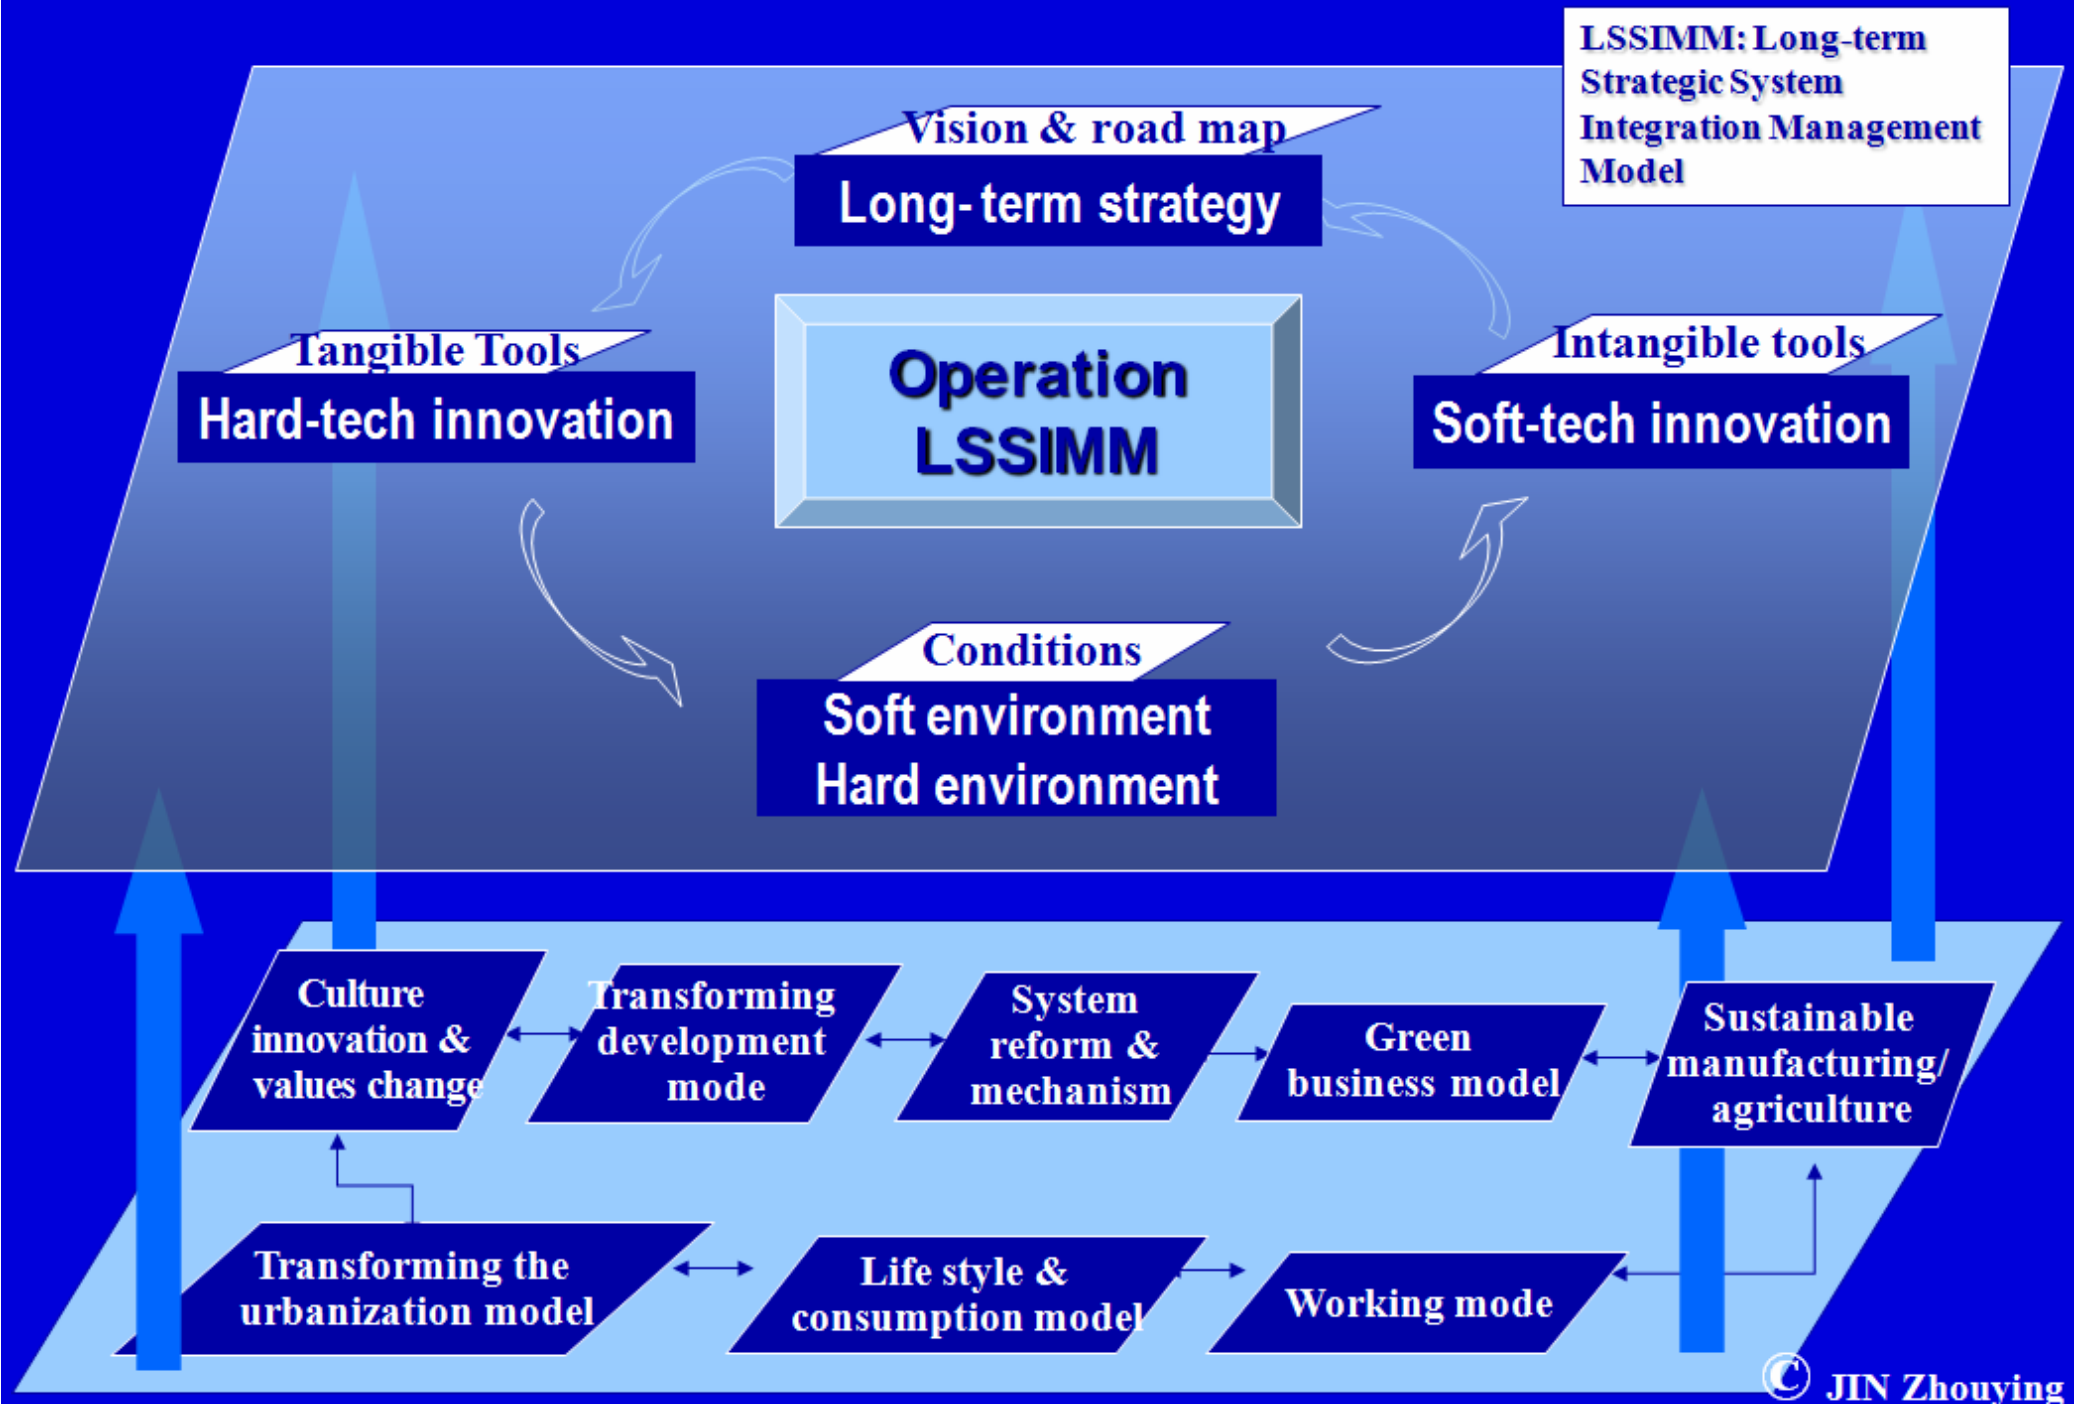 LSSIMM: Long-term
Strategic System
Integration Management
Model
Vision & road map
Long- term strategy
Tangible Tools
Hard-tech innovation
Operation
LSSIMM
Intangible tools
Soft-tech innovation
Conditions
Soft environment
Hard environment
Culture
innovation &
values change
Transforming
development
mode
System
reform &
mechanism
Green
business model
Sustainable
manufacturing/
agriculture
Transforming the
urbanization model
Life style &
consumption model
Working mode
© JIN Zhouying